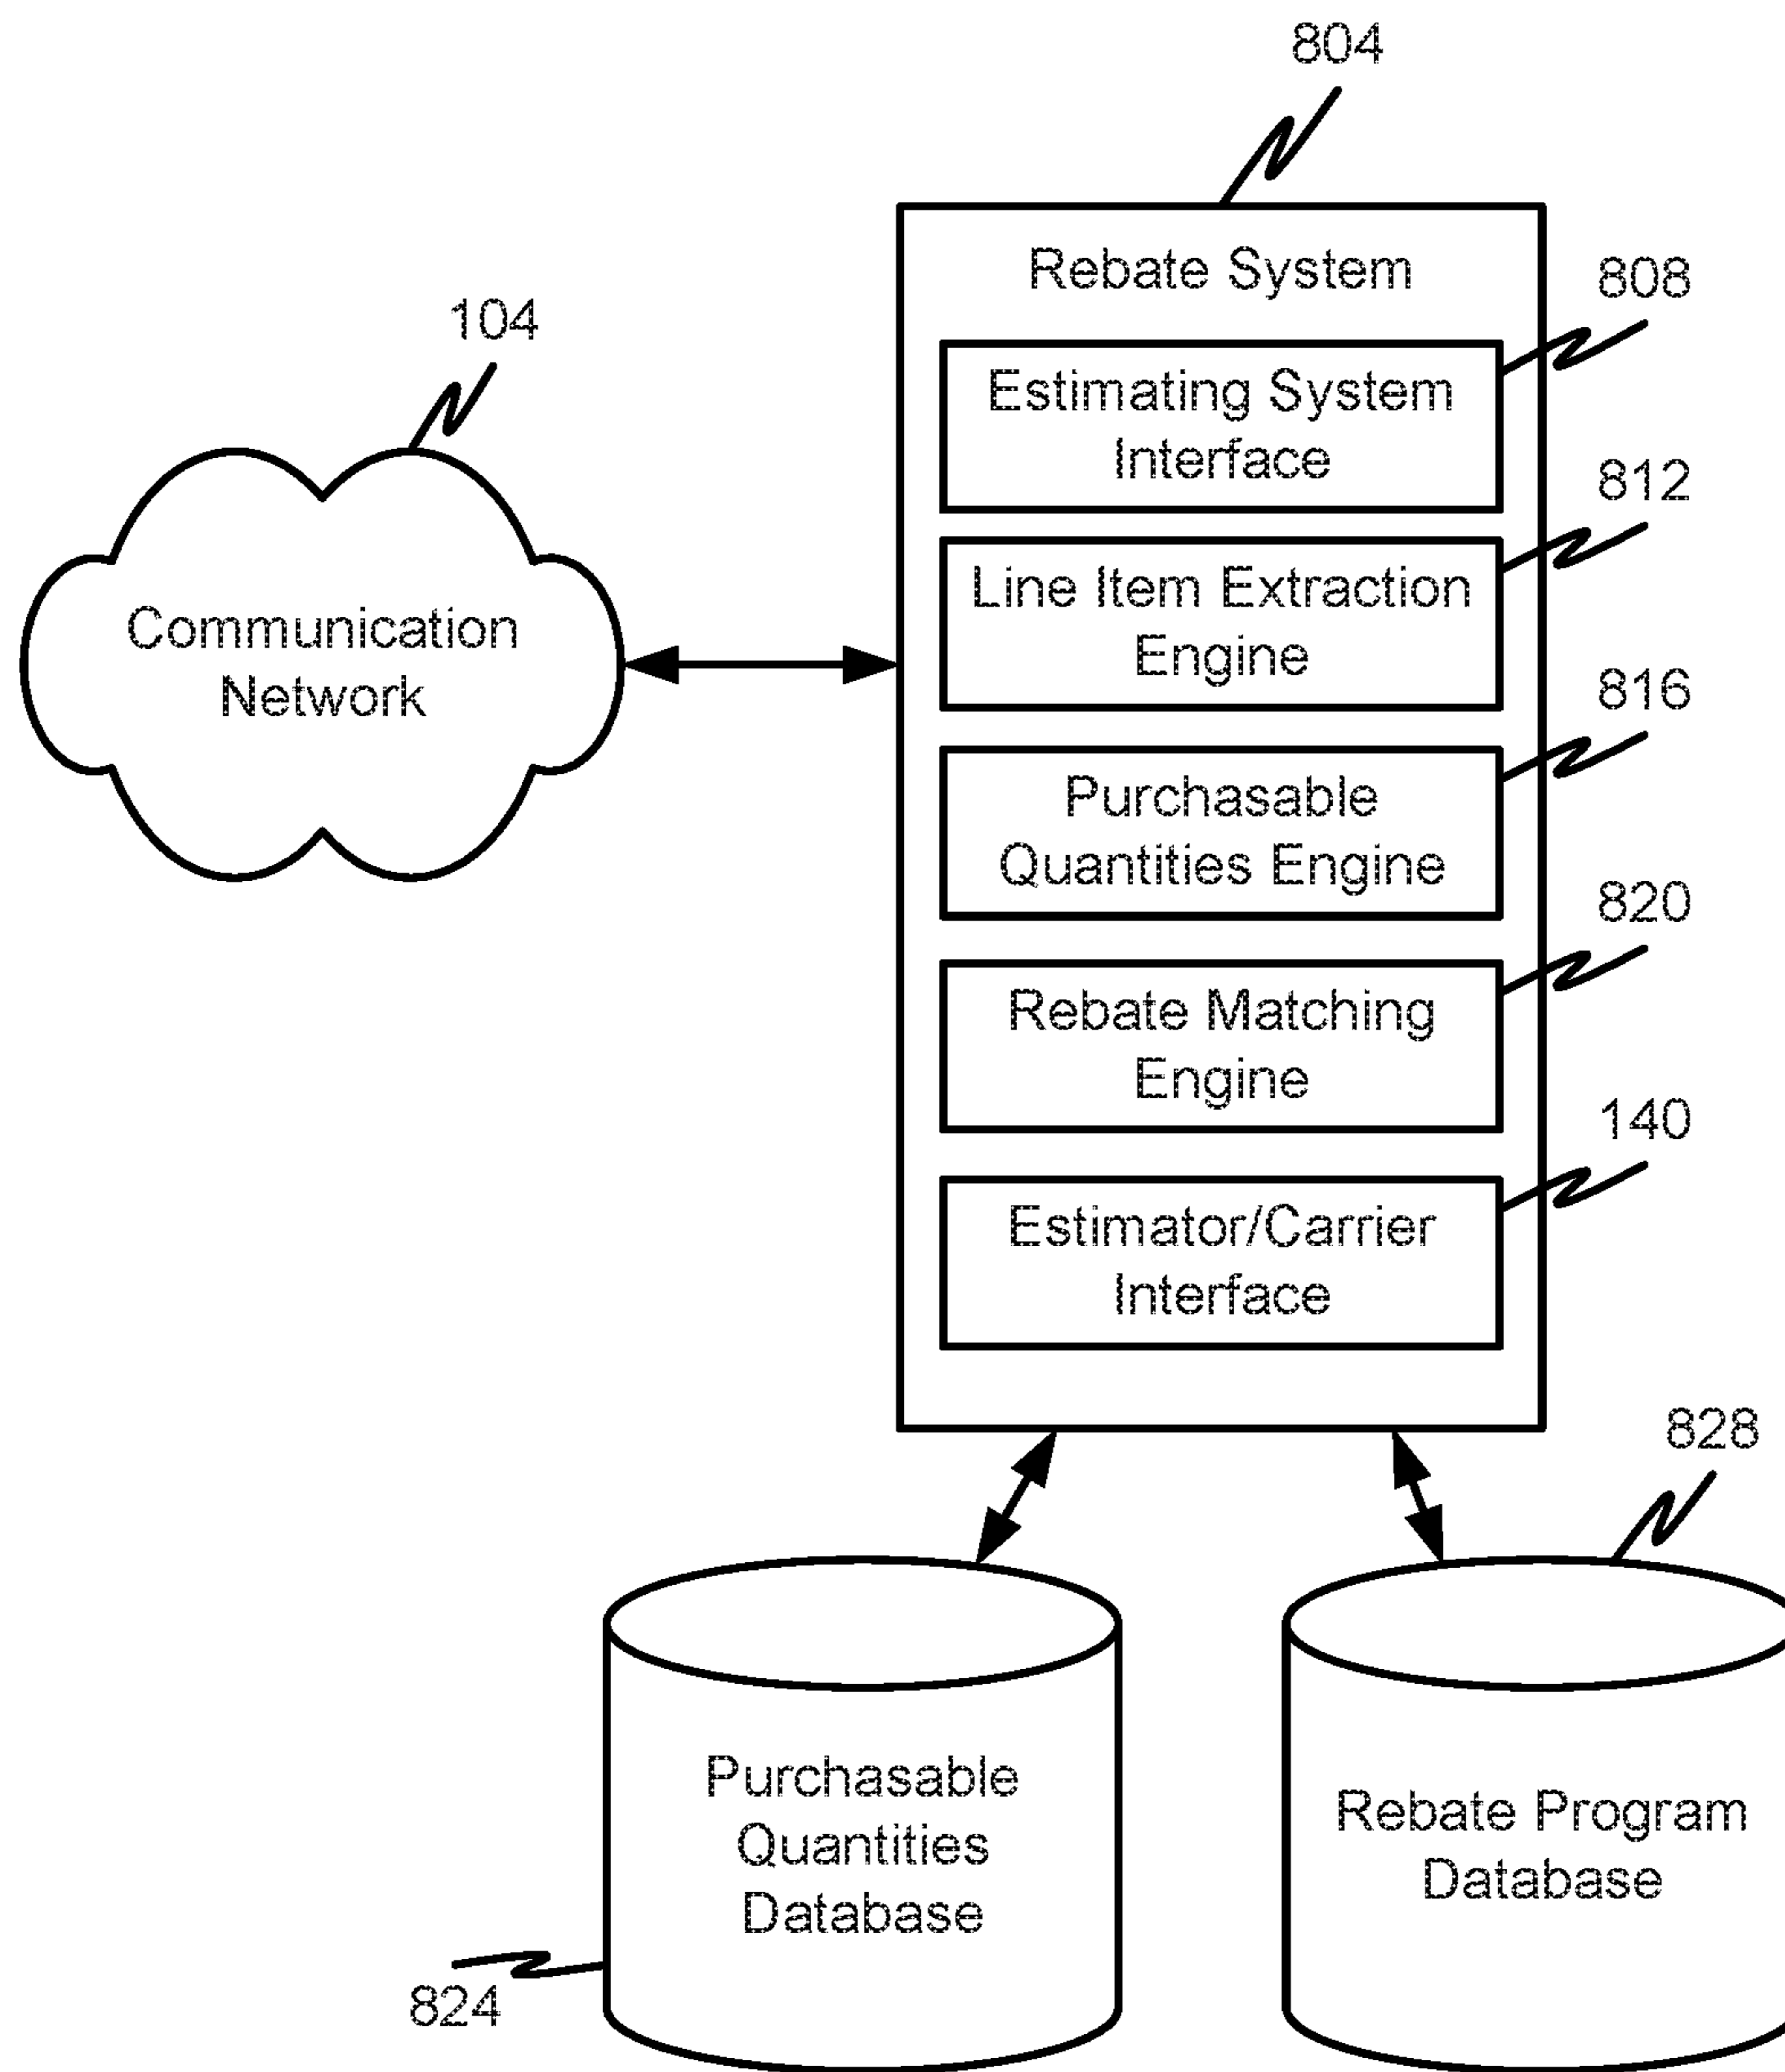 804
Rebate System
808
104
Estimating System
Interface
812
Line Item Extraction
Engine
Communication
Network
816
Purchasable
Quantities Engine
820
Rebate Matching
Engine
140
Estimator/Carrier
Interface
828
Purchasable
Quantities
Database
Rebate Program
Database
824